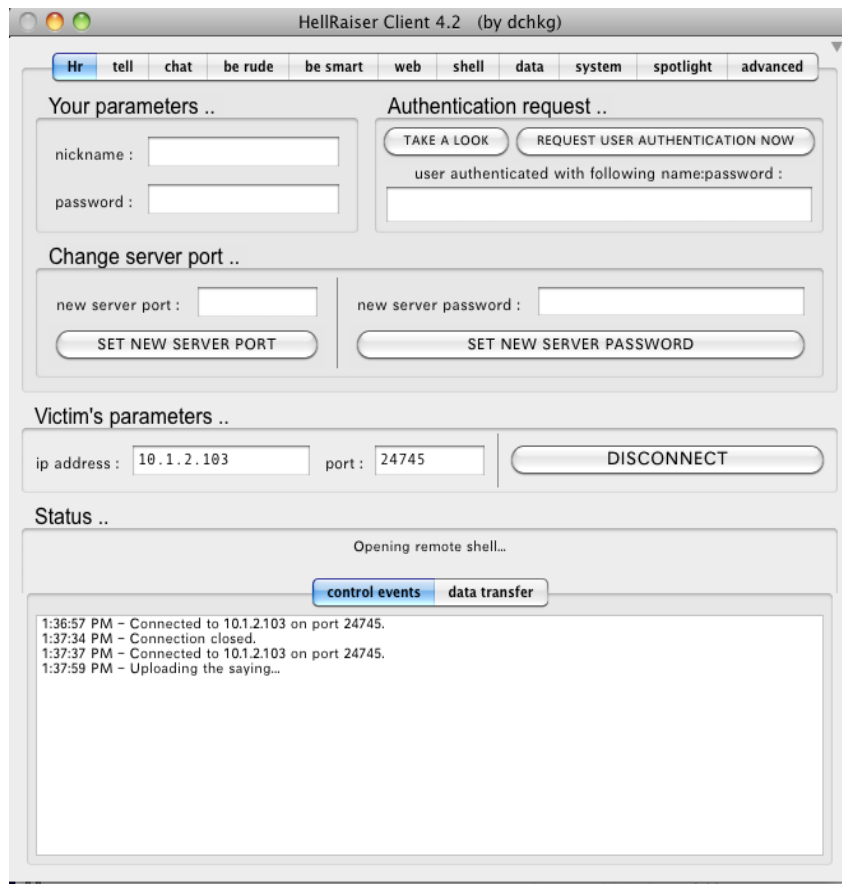 HellRaiser Client 4.2 (by dchkg)
Hr tell chat be rude be smart web shell data system spotlight advanced
Your parameters ..
nickname :
password :
Authentication request ..
TAKE A LOOK REQUEST USER AUTHENTICATION NOW
user authenticated with following name:password :
Change server port ..
new server port :
SET NEW SERVER PORT
new server password :
SET NEW SERVER PASSWORD
Victim's parameters ..
ip address : 10.1.2.103 port : 24745 DISCONNECT
Status ..
Opening remote shell...
control events data transfer
1:36:57 PM – Connected to 10.1.2.103 on port 24745.
1:37:34 PM – Connection closed.
1:37:37 PM – Connected to 10.1.2.103 on port 24745.
1:37:59 PM – Uploading the saying...